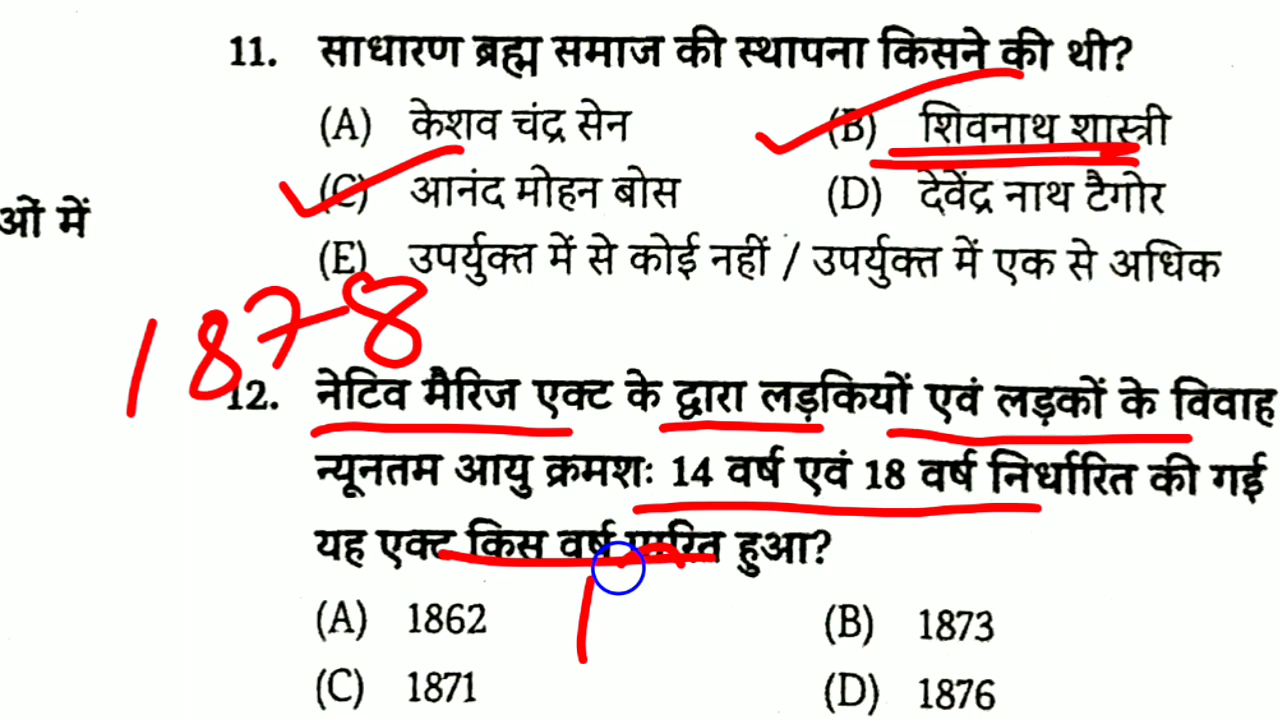 11. साधारण ब्रह्म समाज की स्थापना किसने की थी?
(A) केशव चंद्र सेन (B) शिवनाथ शास्त्री
(C) आनंद मोहन बोस (D) देवेंद्र नाथ टैगोर
ओं में
(E) उपर्युक्त में से कोई नहीं / उपर्युक्त में एक से अधिक
1878
12. नेटिव मैरिज एक्ट के द्वारा लड़कियों एवं लड़कों के विवाह
न्यूनतम आयु क्रमशः 14 वर्ष एवं 18 वर्ष निर्धारित की गई
यह एक्ट किस वर्ष पारित हुआ?
(A) 1862 (B) 1873
(C) 1871 (D) 1876